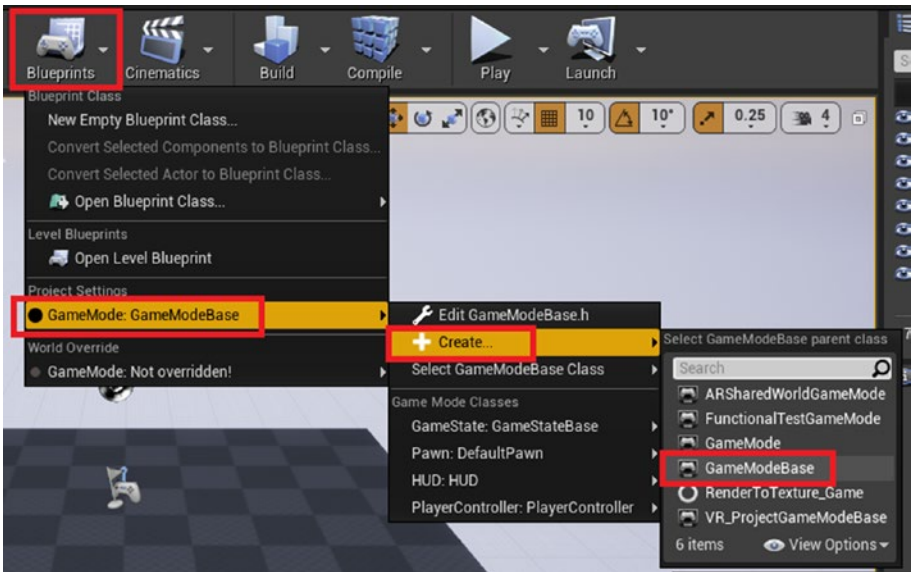 Blueprints
Cinematics
Build
Compile
Play
Launch
Blueprint Class
New Empty Blueprint Class...
Convert Selected Components to Blueprint Class...
Convert Selected Actor to Blueprint Class...
Open Blueprint Class...
Level Blueprints
Open Level Blueprint
Project Settings
GameMode: GameModeBase
World Override
GameMode: Not overridden!
10
10°
0.25
4
Edit GameModeBase.h
Create...
Select GameModeBase Class
Game Mode Classes
GameState: GameStateBase
Pawn: DefaultPawn
HUD: HUD
PlayerController: PlayerController
Select GameModeBase parent class
Search
ARSharedWorldGameMode
FunctionalTestGameMode
GameMode
GameModeBase
RenderToTexture_Game
VR_ProjectGameModeBase
6 items
View Options